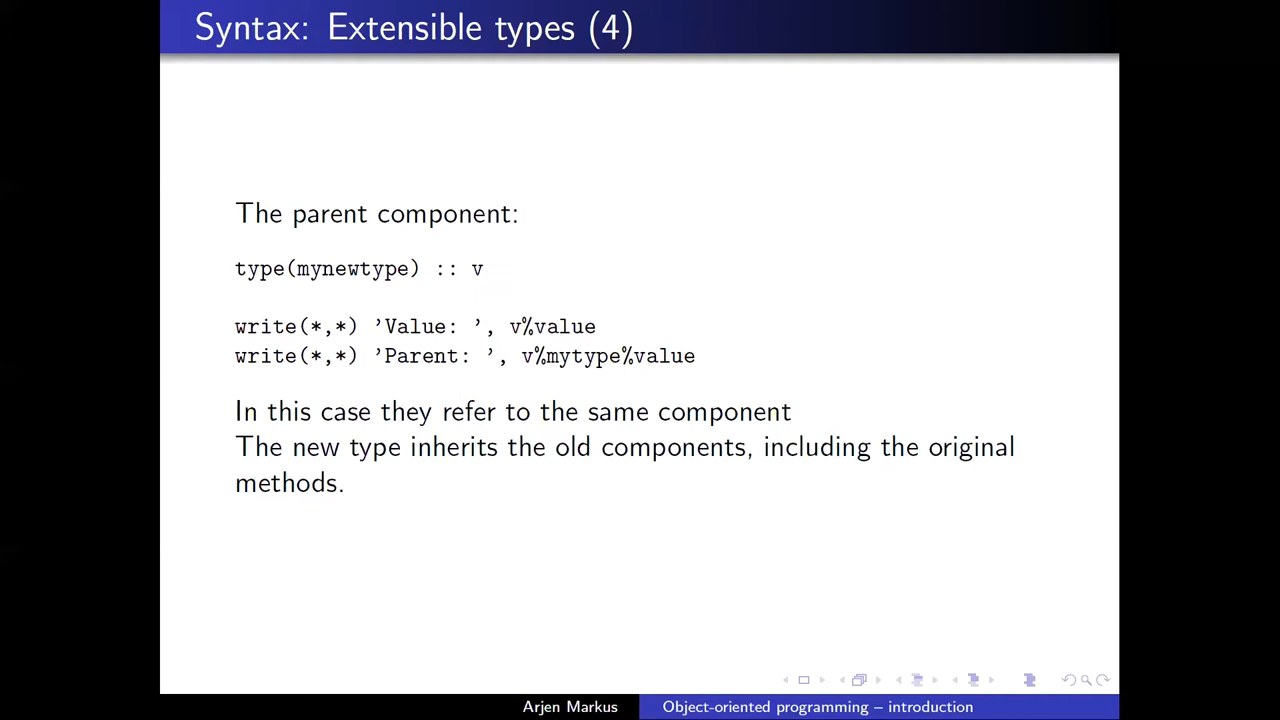 Syntax: Extensible types (4)
The parent component:
type(mynewtype) :: v
write(*,*) ’Value: ’, v%value
write(*,*) ’Parent: ’, v%mytype%value
In this case they refer to the same component
The new type inherits the old components, including the original
methods.
Arjen Markus
Object-oriented programming – introduction